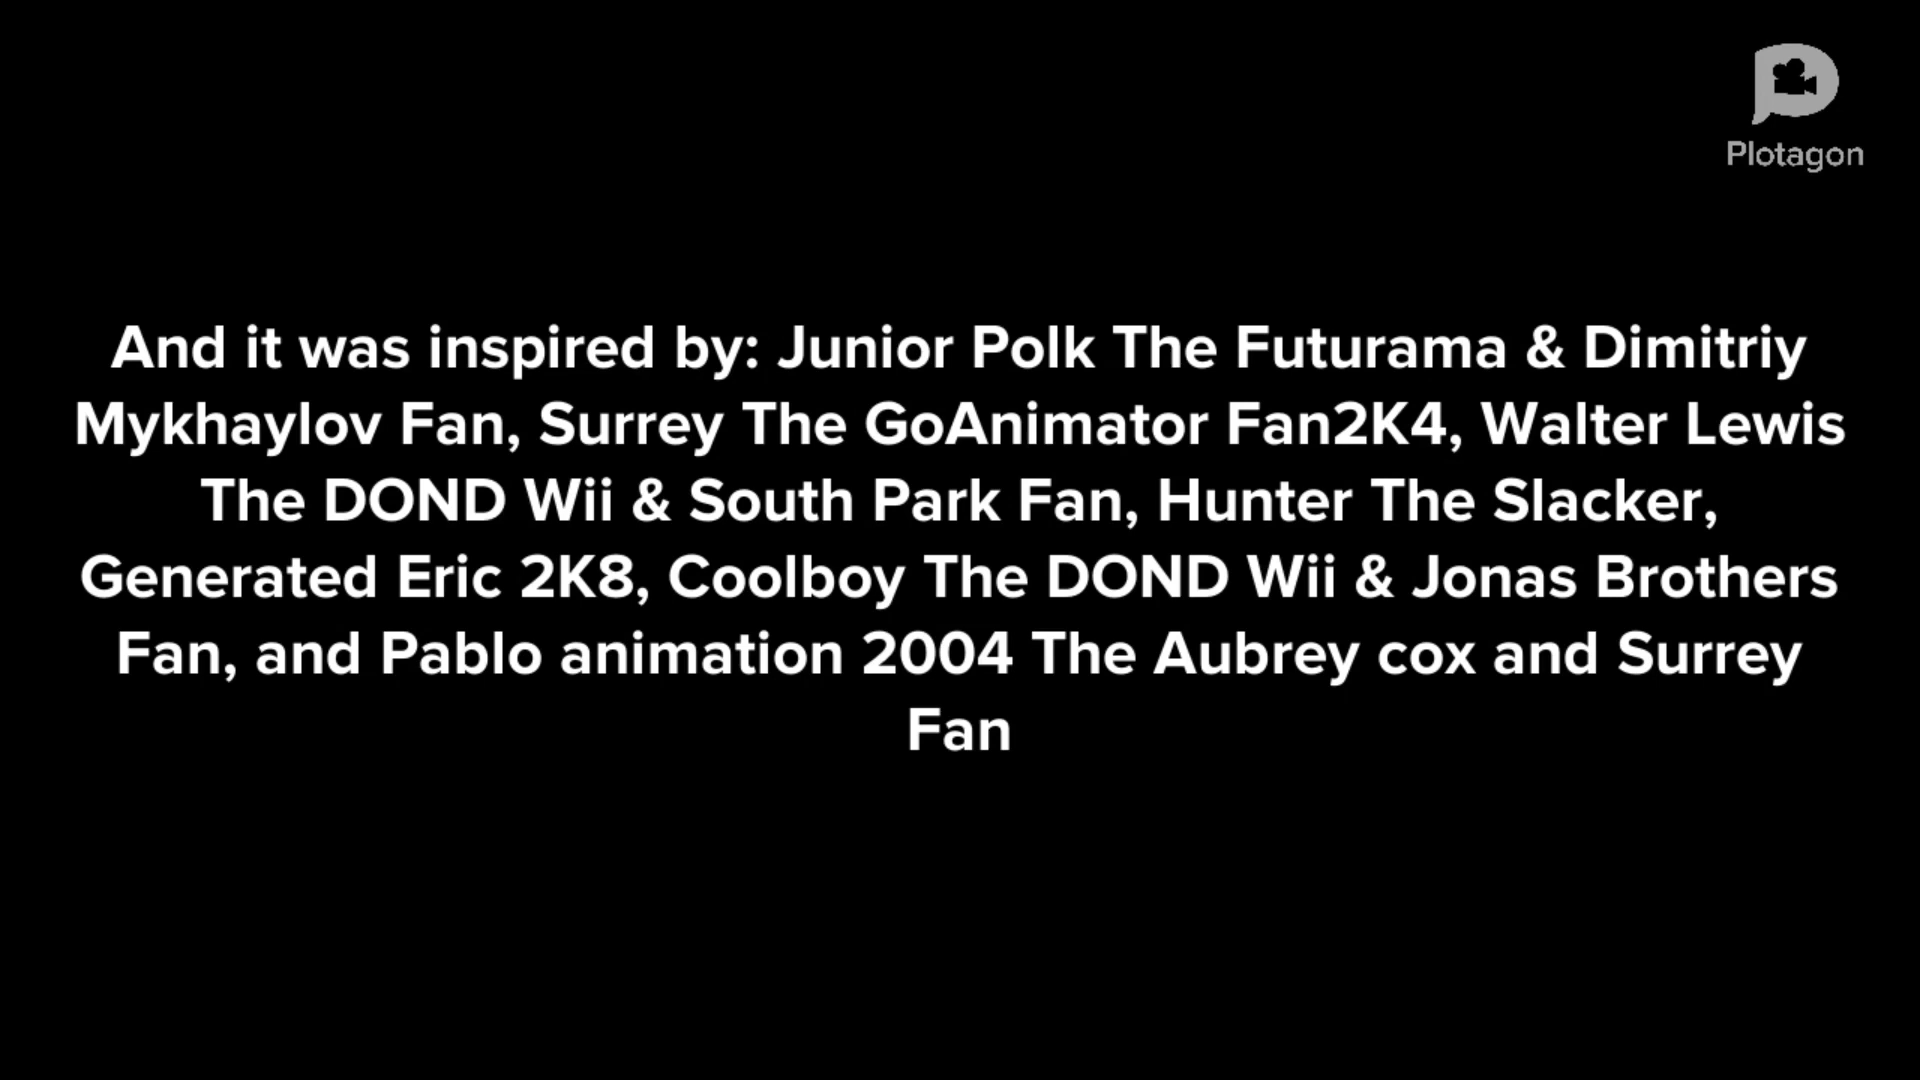 Plotagon
And it was inspired by: Junior Polk The Futurama & Dimitriy
Mykhaylov Fan, Surrey The GoAnimator Fan2K4, Walter Lewis
The DOND Wii & South Park Fan, Hunter The Slacker,
Generated Eric 2K8, Coolboy The DOND Wii & Jonas Brothers
Fan, and Pablo animation 2004 The Aubrey cox and Surrey
Fan